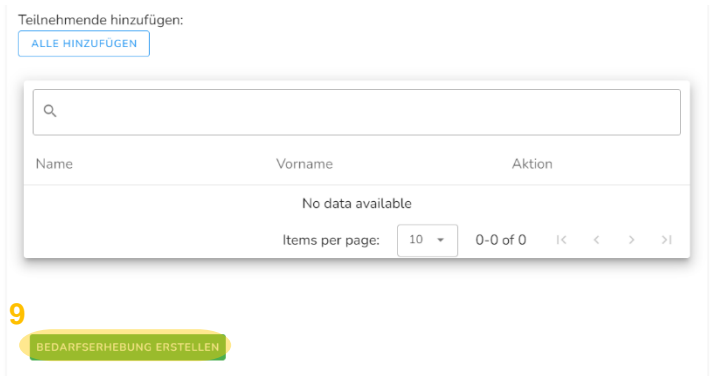 Teilnehmende hinzufügen:
ALLE HINZUFÜGEN
Name Vorname Aktion
No data available
Items per page: 10 0-0 of 0
9
BEDARFSERHEBUNG ERSTELLEN